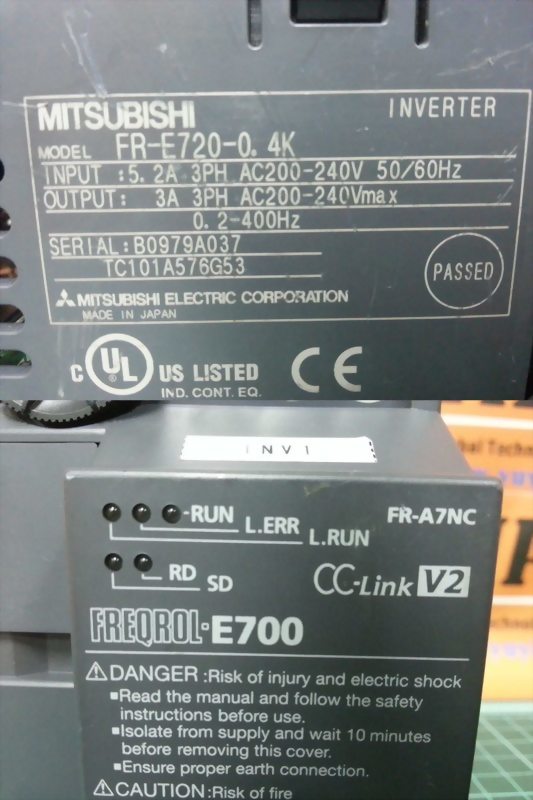 MITSUBISHI INVERTER
MODEL FR-E720-0.4K
INPUT :5.2A 3PH AC200-240V 50/60Hz
OUTPUT: 3A 3PH AC200-240Vmax
0.2-400Hz
SERIAL:B0979A037
TC101A576G53
PASSED
MITSUBISHI ELECTRIC CORPORATION
MADE IN JAPAN
C UL US LISTED CE
IND. CONT. EQ.
INV1
-RUN FR-A7NC
L.ERR
L.RUN
RD
SD
CC-Link V2
FREQROL-E700
DANGER :Risk of injury and electric shock
■Read the manual and follow the safety
instructions before use.
■Isolate from supply and wait 10 minutes
before removing this cover.
■Ensure proper earth connection.
CAUTION :Risk of fire